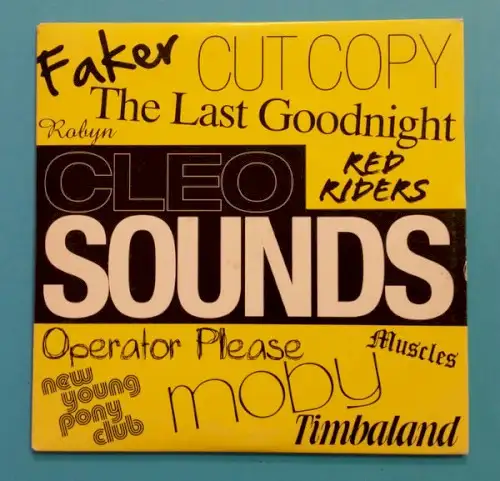 Faker
CUT COPY
The Last Goodnight
Robyn
CLEO
RED
RIDERS
SOUNDS
Operator Please
Muscles
new
young
pony
club
moby
Timbaland